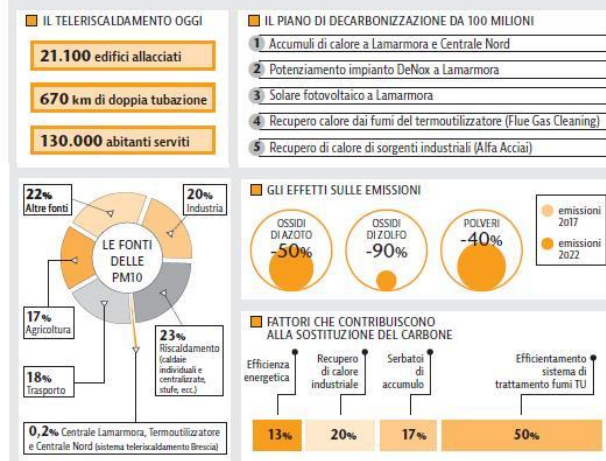 IL TELERISCALDAMENTO OGGI
21.100 edifici allacciati
670 km di doppia tubazione
130.000 abitanti serviti
IL PIANO DI DECARBONIZZAZIONE DA 100 MILIONI
1 Accumuli di calore a Lamarmora e Centrale Nord
2 Potenziamento impianto DeNox a Lamarmora
3 Solare fotovoltaico a Lamarmora
4 Recupero calore dai fumi del termoutilizzatore (Flue Gas Cleaning)
5 Recupero di calore di sorgenti industriali (Alfa Acciai)
LE FONTI
DELLE
PM10
22%
Altre fonti
20%
Industria
17%
Agricoltura
18%
Trasporto
23%
Riscaldamento
(caldaie
individuali e
centralizzate,
stufe, ecc.)
0,2% Centrale Lamarmora, Termoutilizzatore
e Centrale Nord (sistema teleriscaldamento Brescia)
GLI EFFETTI SULLE EMISSIONI
OSSIDI
DI AZOTO
-50%
OSSIDI
DI ZOLFO
-90%
POLVERI
-40%
emissioni
2017
emissioni
2022
FATTORI CHE CONTRIBUISCONO
ALLA SOSTITUZIONE DEL CARBONE
Efficienza
energetica
Recupero
di calore
industriale
Serbatoi
di
accumulo
Efficientamento
sistema di
trattamento fumi TU
13%
20%
17%
50%